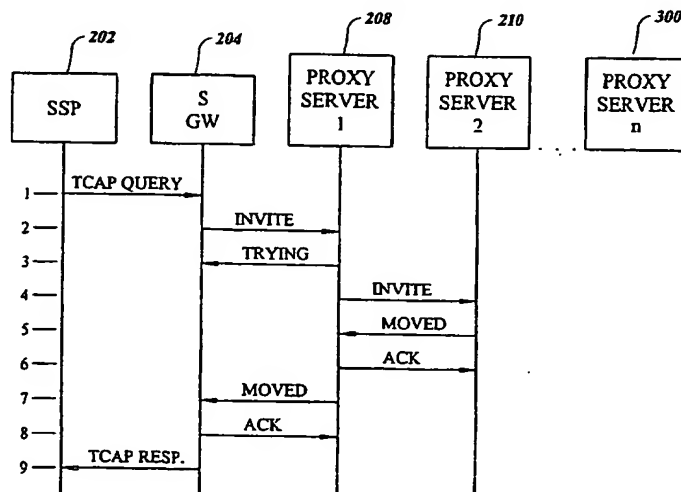 202
204
208
210
300
SSP
S
GW
PROXY
SERVER
1
PROXY
SERVER
2
. . .
PROXY
SERVER
n
1
TCAP QUERY
2
INVITE
3
TRYING
4
INVITE
5
MOVED
6
ACK
7
MOVED
8
ACK
9
TCAP RESP.